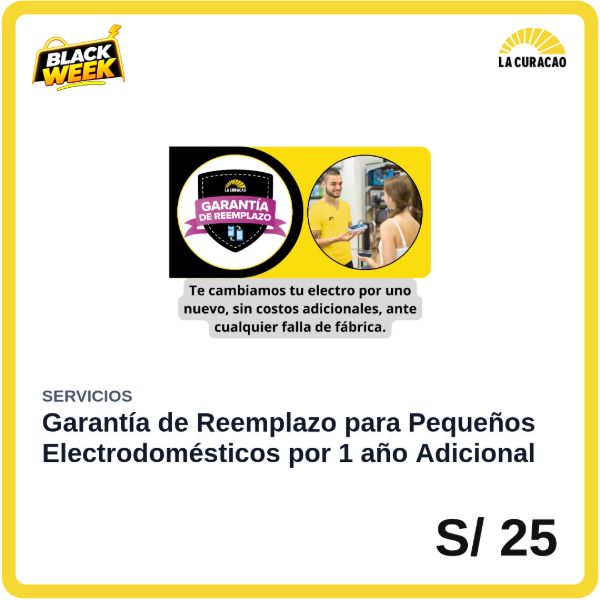 BLACK
WEEK
LA CURACAO
LA CURACAO
GARANTÍA
DE REEMPLAZO
Te cambiamos tu electro por uno
nuevo, sin costos adicionales, ante
cualquier falla de fábrica.
SERVICIOS
Garantía de Reemplazo para Pequeños
Electrodomésticos por 1 año Adicional
S/ 25